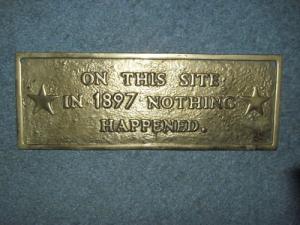 ON THIS SITE
IN 1897 NOTHING
HAPPENED.